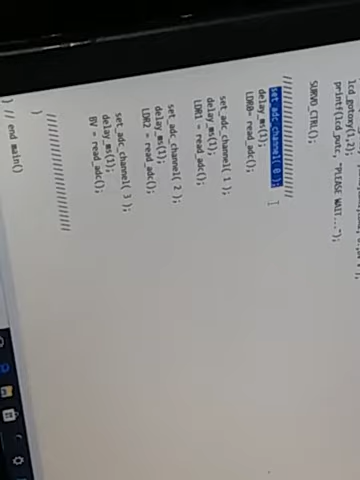 lcd_gotoxy(1,2);
printf(lcd_putc, "PLEASE WAIT...");
SURVO_CTRL();
set_adc_channel( 0 );
delay_ms(1);
LDR0= read_adc();
set_adc_channel( 1 );
delay_ms(1);
LDR1 = read_adc();
set_adc_channel( 2 );
delay_ms(1);
LDR2 = read_adc();
set_adc_channel( 3 );
delay_ms(1);
BV = read_adc();
}
} // end main()